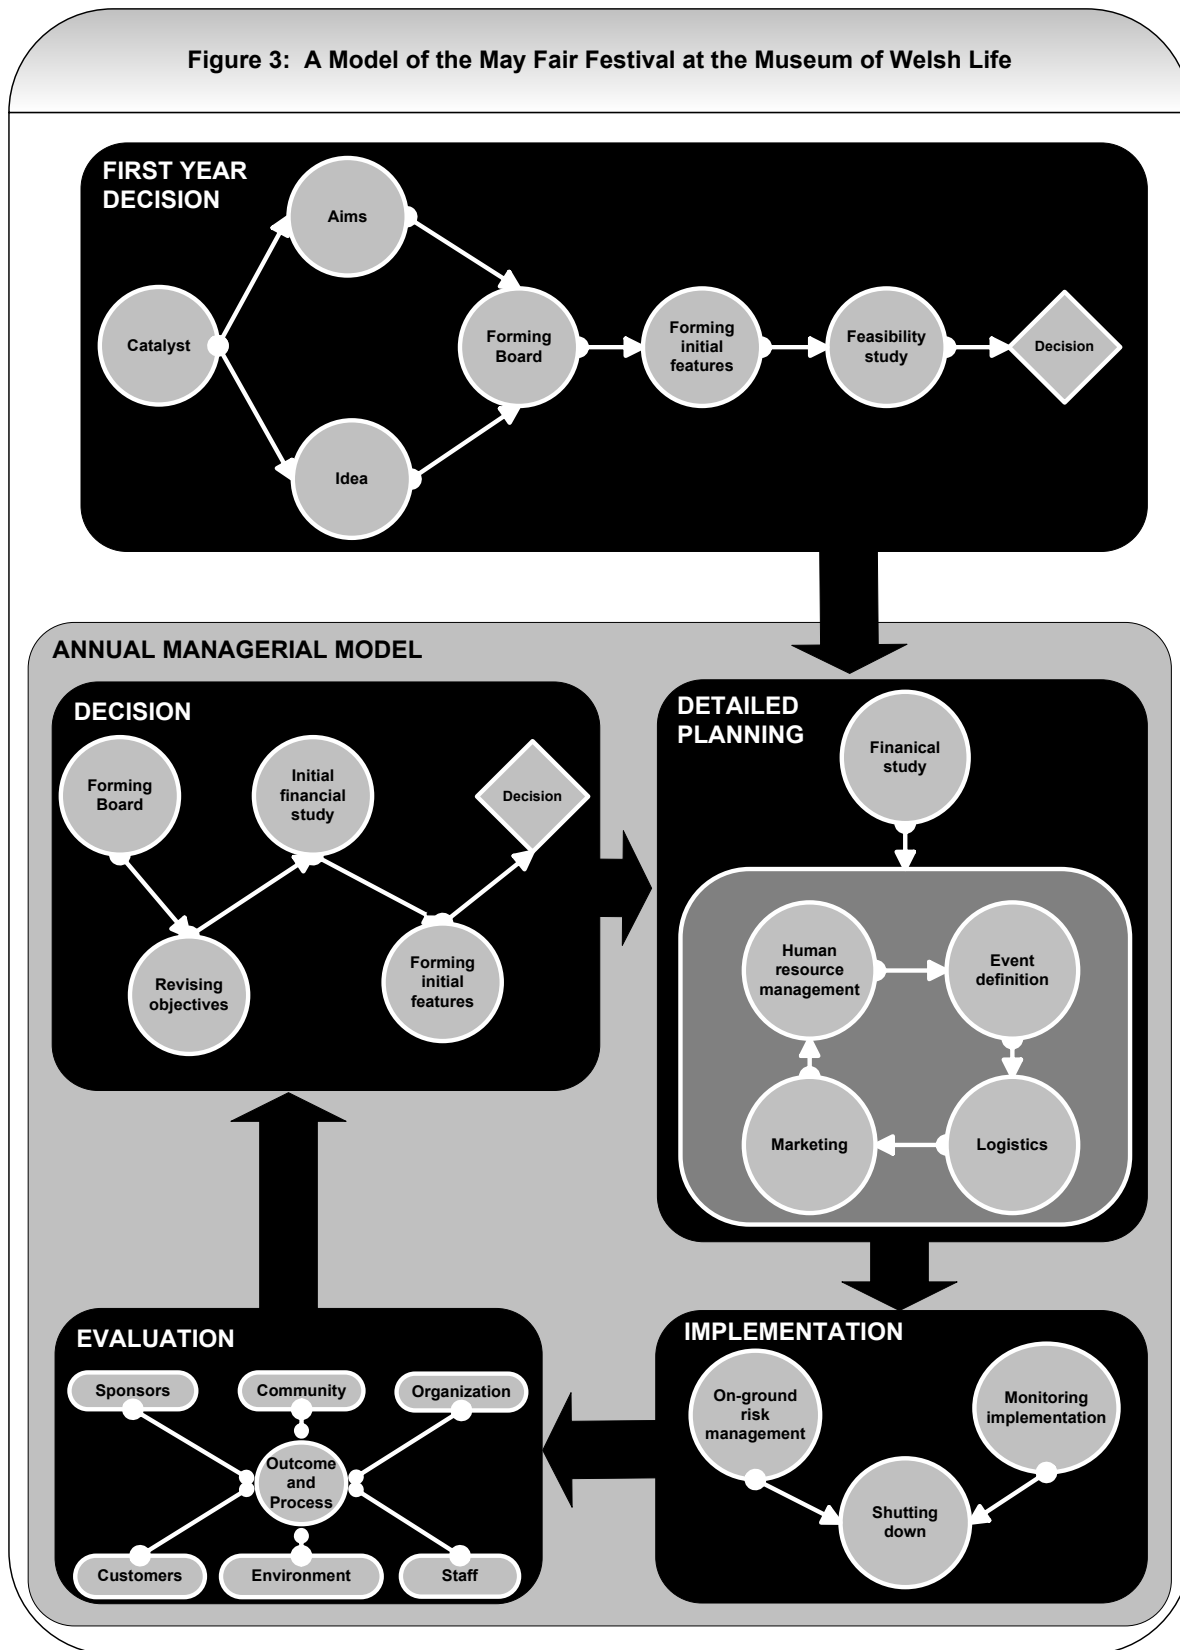 Figure 3:  A Model of the May Fair Festival at the Museum of Welsh Life
FIRST YEAR
DECISION
Aims
Catalyst
Idea
Forming
Board
Forming
initial
features
Feasibility
study
Decision
ANNUAL MANAGERIAL MODEL
DECISION
Forming
Board
Revising
objectives
Initial
financial
study
Forming
initial
features
Decision
DETAILED
PLANNING
Finanical
study
Human
resource
management
Event
definition
Marketing
Logistics
EVALUATION
Sponsors
Community
Organization
Outcome
and
Process
Customers
Environment
Staff
IMPLEMENTATION
On-ground
risk
management
Monitoring
implementation
Shutting
down